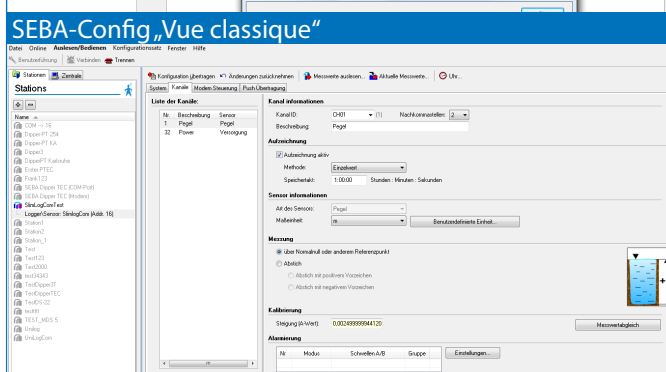 SEBA-Config „Vue classique“
Datei Online Auslesen/Bedienen Konfigurationssatz Fenster Hilfe
Benutzerführung Verbinden Trennen
Stationen Zentrale
Konfiguration übertragen Änderungen zurücknehmen Messwerte auslesen... Aktuelle Messwerte... Uhr...
Stations
System Kanäle Modem Steuerung Push Übertragung
Name
COM -> 16
DipperPT 254
DipperPT KA
Dipper3
DipperPT Karlsruhe
Erster PTEC
Frank123
SEBA Dipper TEC (COM-Port)
SEBA Dipper TEC (Modem)
SlimLogComTest
Logger\Sensor: SlimlogCom (Addr. 16)
Station1
Station2
Station_1
Test
Test123
Test2000
test34343
TestDipper3T
TestDipperTEC
TestDS-22
testttt
TEST_MDS 5
Unilog
UniLogCom
Liste der Kanäle:
Nr. Beschreibung Sensor
1 Pegel Pegel
32 Power Versorgung
Kanal informationen
Kanal ID: CH01 (1) Nachkommastellen: 2
Beschreibung: Pegel
Aufzeichnung
Aufzeichnung aktiv
Methode: Einzelwert
Speichertakt: 1:00:00 Stunden : Minuten : Sekunden
Sensor informationen
Art des Sensors: Pegel
Maßeinheit: m Benutzerdefinierte Einheit...
Messung
über Normalnull oder anderem Referenzpunkt
Abstich
Abstich mit positivem Vorzeichen
Abstich mit negativem Vorzeichen
+
Kalibrierung
Steigung (A-Wert): 0,002499999944120 Messwertabgleich
Alarmierung
Nr Modus Schwellen A/B Gruppe Einstellungen...